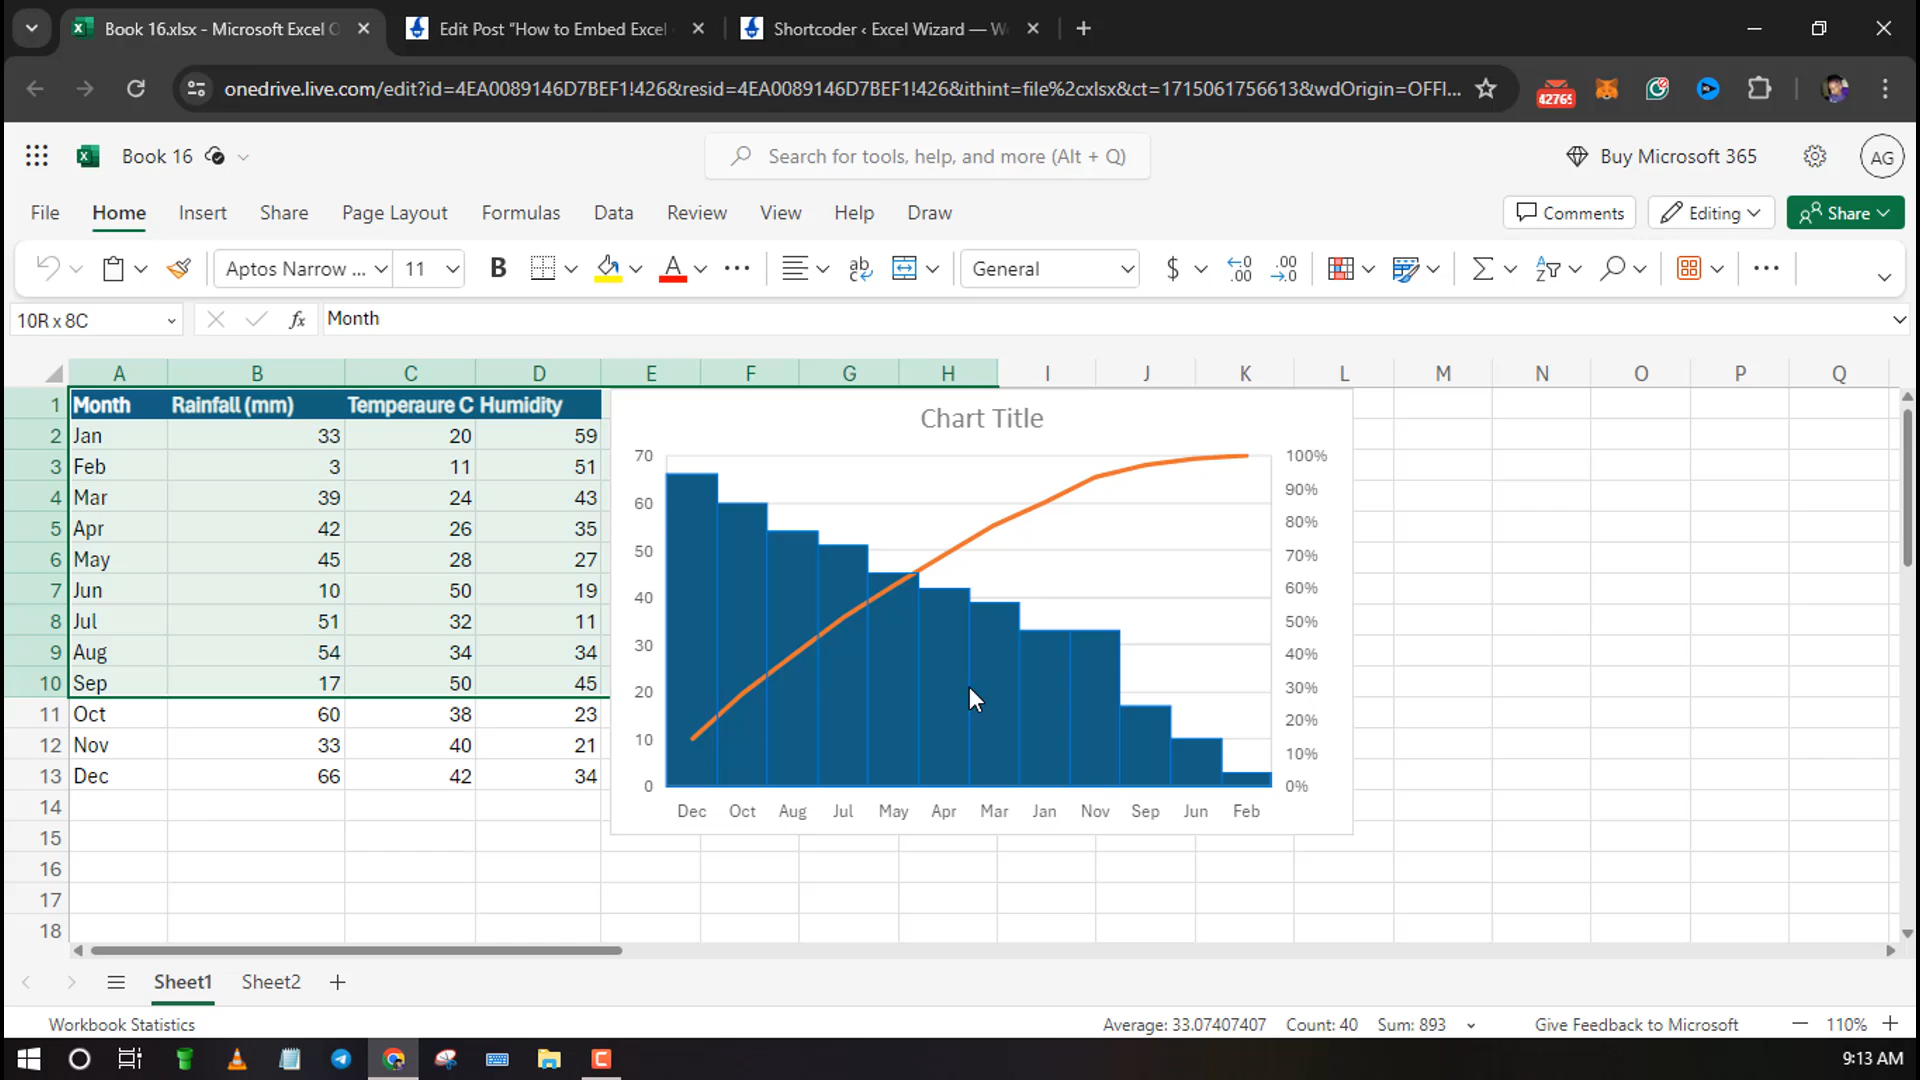 Book 16.xlsx - Microsoft Excel O
Edit Post “How to Embed Excel
Shortcoder ‹ Excel Wizard — W
onedrive.live.com/edit?id=4EA0089146D7BEF1!426&resid=4EA0089146D7BEF1!426&ithint=file%2cxlsx&ct=1715061756613&wdOrigin=OFFI...
42765
Book 16
Search for tools, help, and more (Alt + Q)
Buy Microsoft 365
AG
File Home Insert Share Page Layout Formulas Data Review View Help Draw
Comments Editing Share
Aptos Narrow ... 11 B A ab General $ .00 .00
10R x 8C fx Month
A B C D E F G H I J K L M N O P Q
1 Month Rainfall (mm) Temperaure C Humidity
2 Jan 33 20 59
3 Feb 3 11 51
4 Mar 39 24 43
5 Apr 42 26 35
6 May 45 28 27
7 Jun 10 50 19
8 Jul 51 32 11
9 Aug 54 34 34
10 Sep 17 50 45
11 Oct 60 38 23
12 Nov 33 40 21
13 Dec 66 42 34
14
15
16
17
18
Chart Title
70 100%
90%
60
80%
50 70%
60%
40
50%
30 40%
30%
20
20%
10
10%
0 0%
Dec Oct Aug Jul May Apr Mar Jan Nov Sep Jun Feb
Sheet1 Sheet2
Workbook Statistics Average: 33.07407407 Count: 40 Sum: 893 Give Feedback to Microsoft 110%
9:13 AM